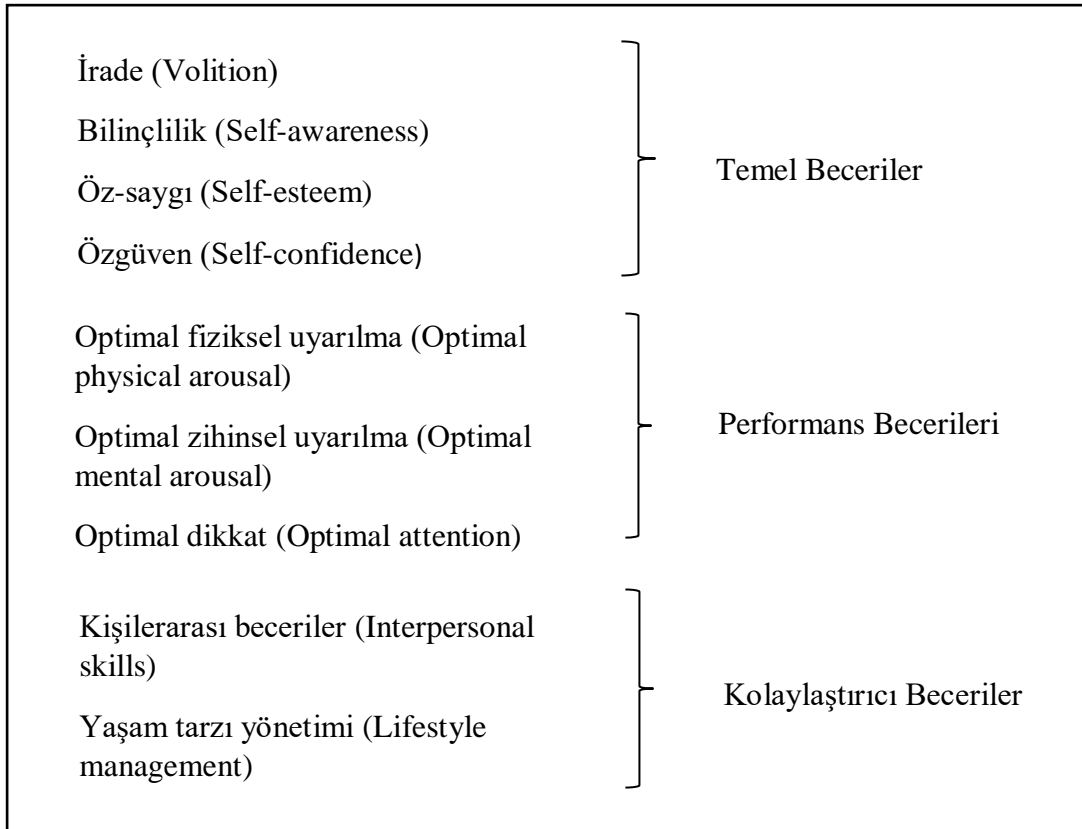 İrade (Volition)
Bilinçlilik (Self-awareness)
Öz-saygı (Self-esteem)
Özgüven (Self-confidence)
Temel Beceriler
Optimal fiziksel uyarılma (Optimal
physical arousal)
Optimal zihinsel uyarılma (Optimal
mental arousal)
Optimal dikkat (Optimal attention)
Performans Becerileri
Kişilerarası beceriler (Interpersonal
skills)
Yaşam tarzı yönetimi (Lifestyle
management)
Kolaylaştırıcı Beceriler